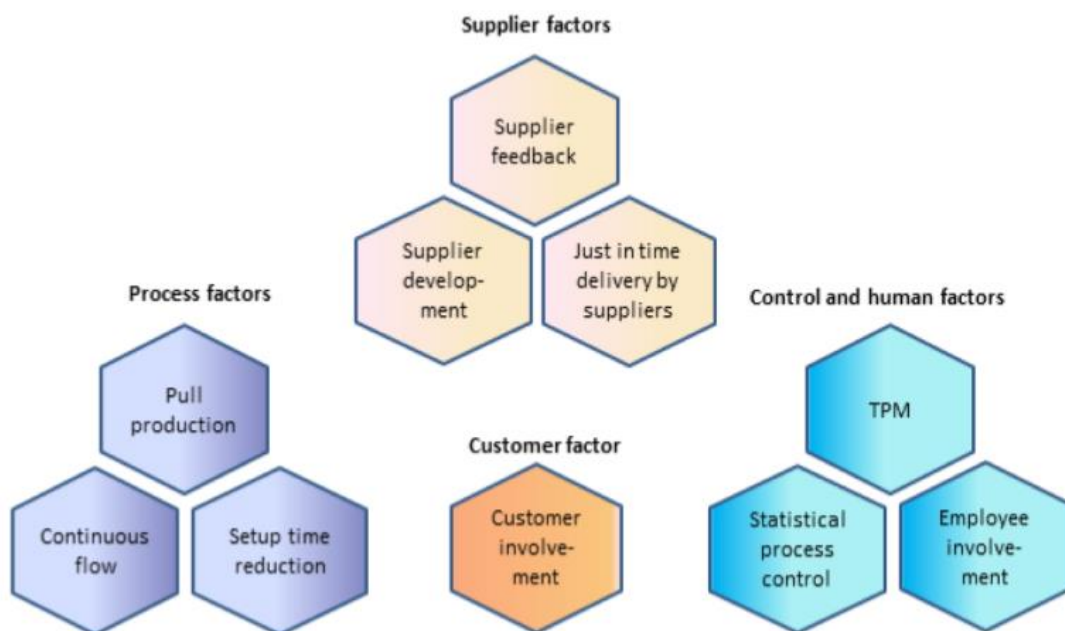 Supplier factors
Supplier
feedback
Supplier
develop-
ment
Just in time
delivery by
suppliers
Process factors
Pull
production
Continuous
flow
Setup time
reduction
Customer factor
Customer
involve-
ment
Control and human factors
TPM
Statistical
process
control
Employee
involve-
ment